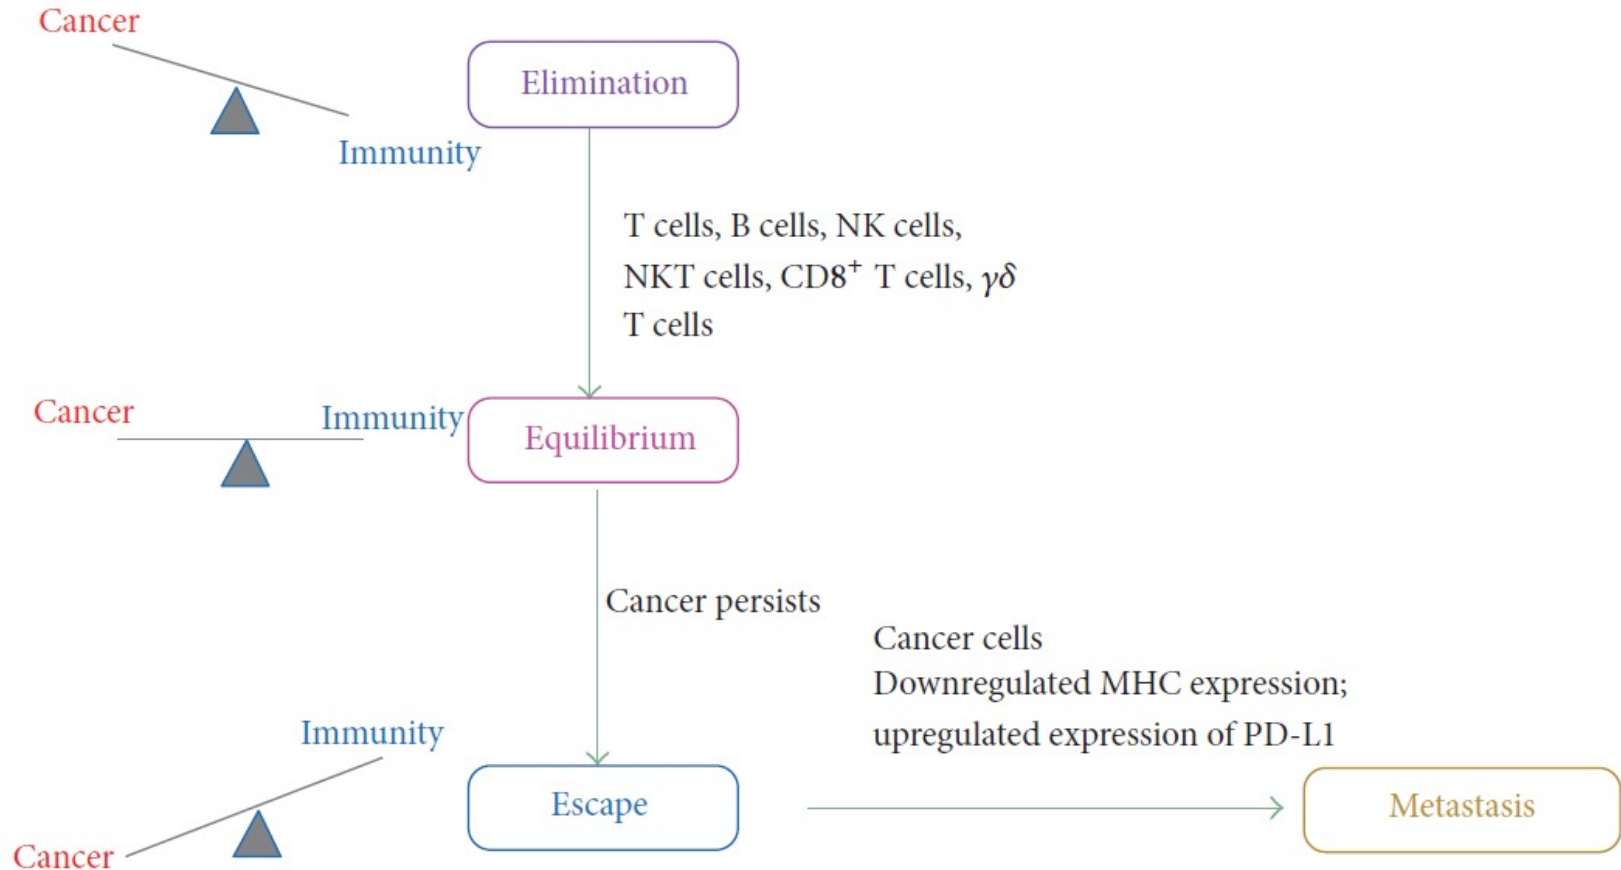 Cancer
Elimination
Immunity
T cells, B cells, NK cells,
NKT cells, CD8⁺ T cells, γδ
T cells
Cancer
Immunity
Equilibrium
Cancer persists
Cancer cells
Downregulated MHC expression;
upregulated expression of PD-L1
Immunity
Escape
Metastasis
Cancer